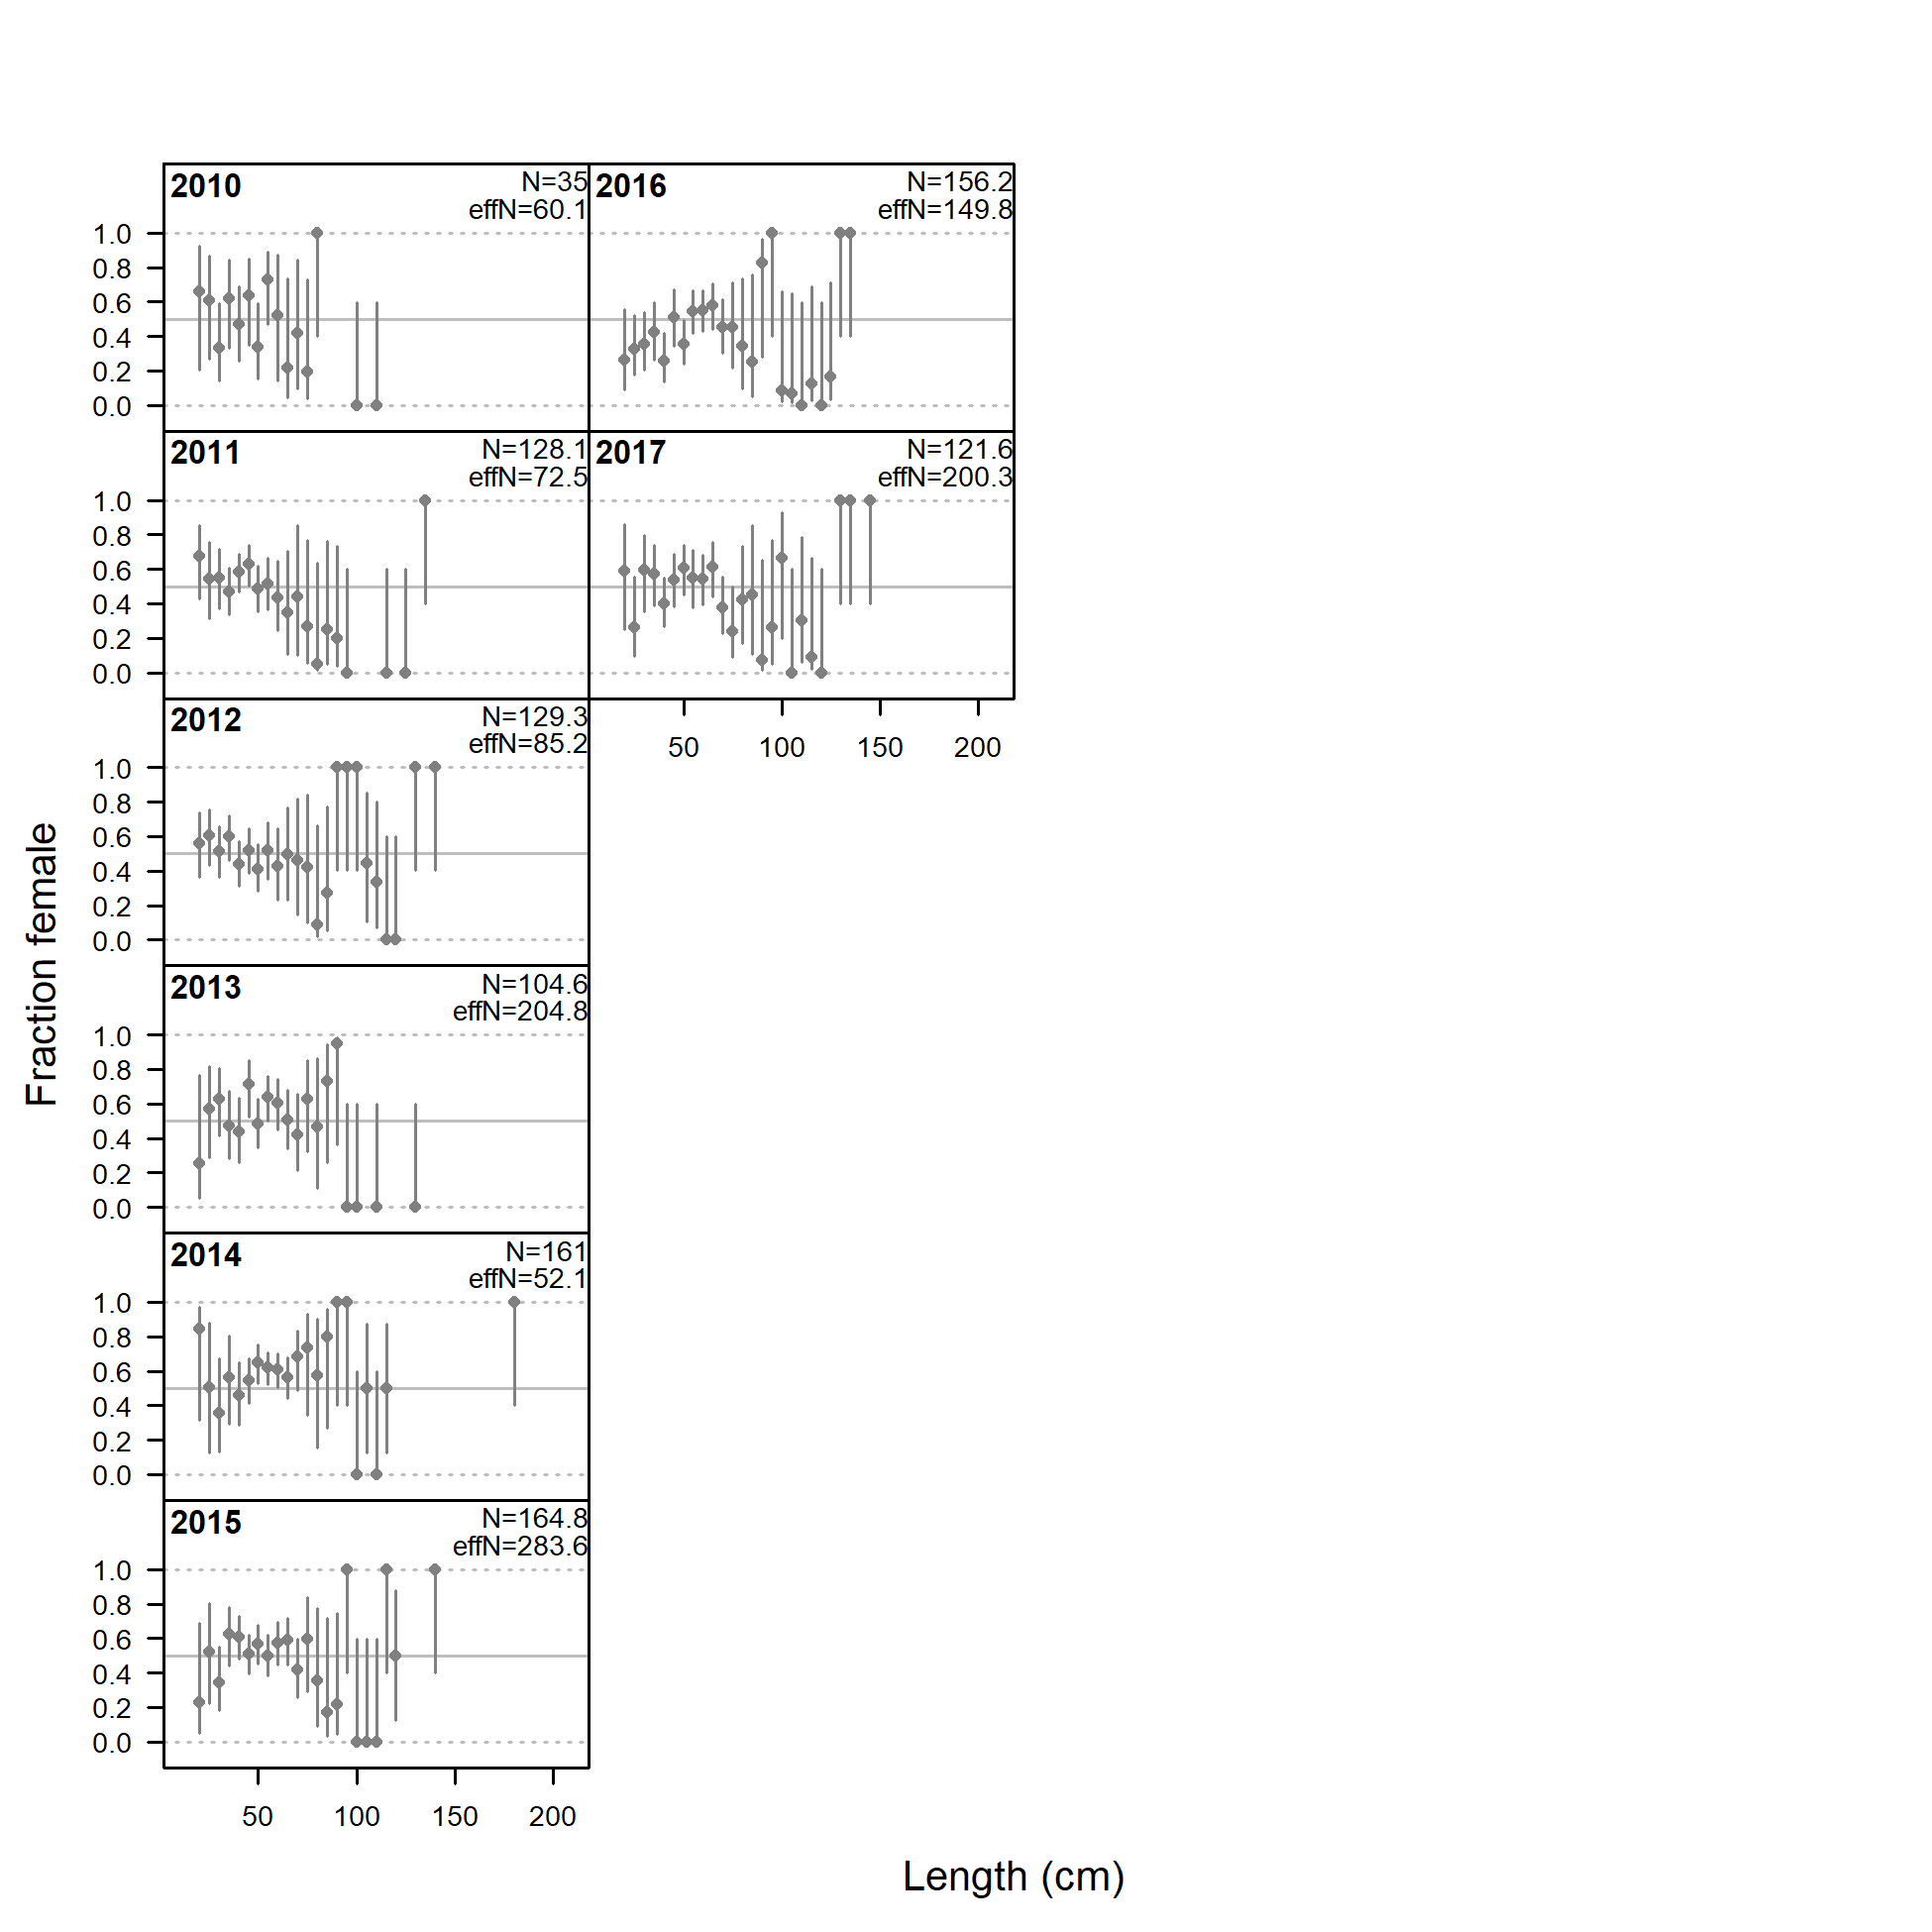 2010
N=35
effN=60.1
1.0
0.8
0.6
0.4
0.2
0.0
2016
N=156.2
effN=149.8
2011
N=128.1
effN=72.5
1.0
0.8
0.6
0.4
0.2
0.0
2017
N=121.6
effN=200.3
50 100 150 200
2012
N=129.3
effN=85.2
1.0
0.8
0.6
0.4
0.2
0.0
2013
N=104.6
effN=204.8
1.0
0.8
0.6
0.4
0.2
0.0
2014
N=161
effN=52.1
1.0
0.8
0.6
0.4
0.2
0.0
2015
N=164.8
effN=283.6
1.0
0.8
0.6
0.4
0.2
0.0
50 100 150 200
Fraction female
Length (cm)